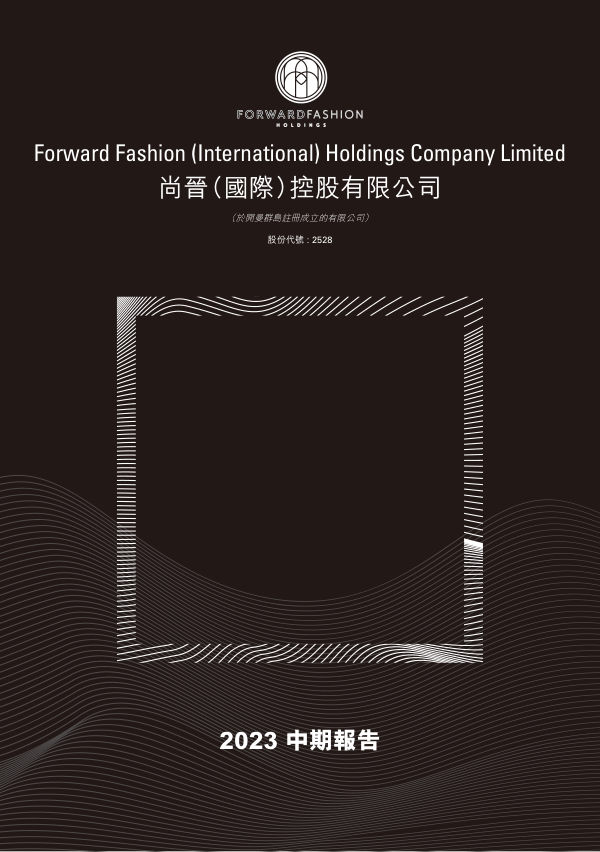 FORWARDFASHION
HOLDINGS
Forward Fashion (International) Holdings Company Limited
尚晉(國際)控股有限公司
（於開曼群島註冊成立的有限公司）
股份代號 : 2528
2023 中期報告